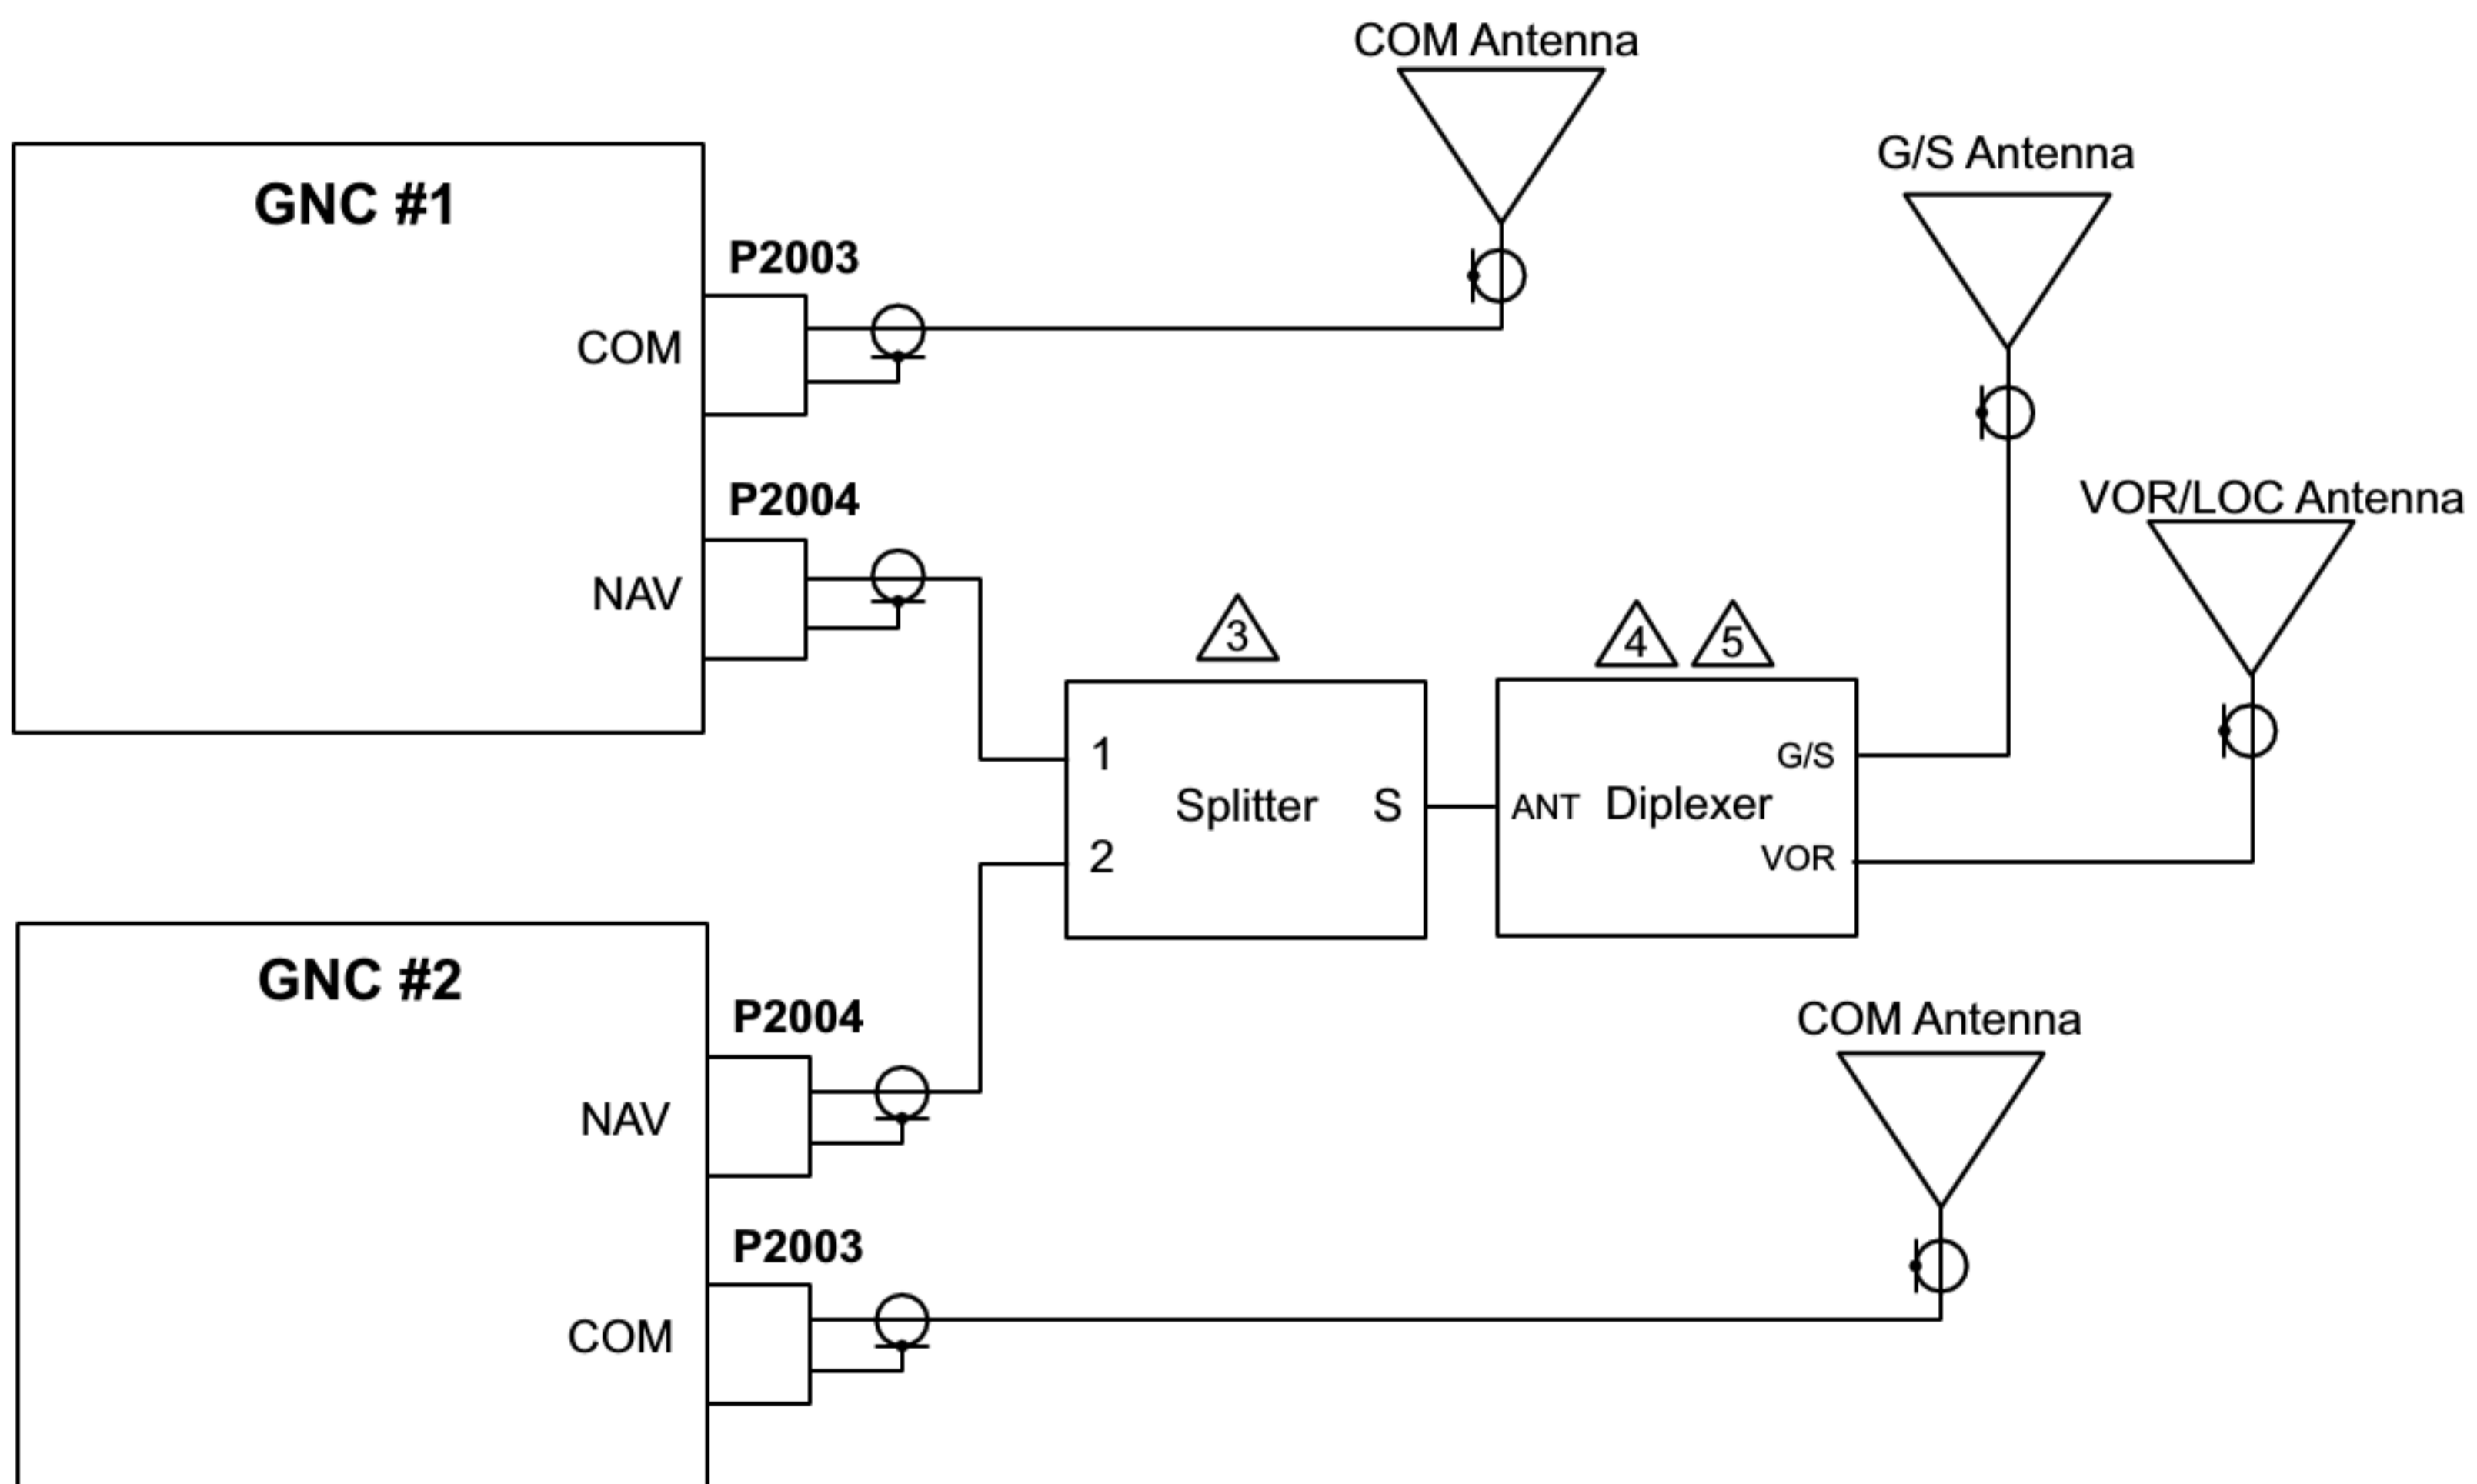 COM Antenna
G/S Antenna
GNC #1
P2003
COM
VOR/LOC Antenna
P2004
NAV
3
4 5
1
G/S
Splitter S
ANT Diplexer
2
VOR
GNC #2
COM Antenna
P2004
NAV
P2003
COM